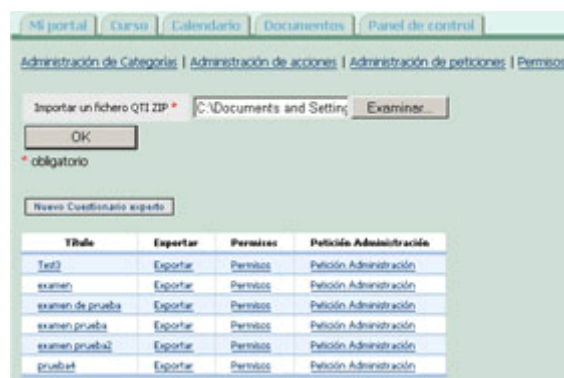 Mi portal Curso Calendario Documentos Panel de control
Administración de Categorías | Administración de acciones | Administración de peticiones | Permisos
Importar un fichero QTI ZIP * C:\Documents and Setting Examinar...
OK
* obligatorio
Nuevo Cuestionario experto
Título Exportar Permisos Petición Administración
Test3 Exportar Permisos Petición Administración
examen Exportar Permisos Petición Administración
examen de prueba Exportar Permisos Petición Administración
examen prueba Exportar Permisos Petición Administración
examen prueba2 Exportar Permisos Petición Administración
prueba4 Exportar Permisos Petición Administración